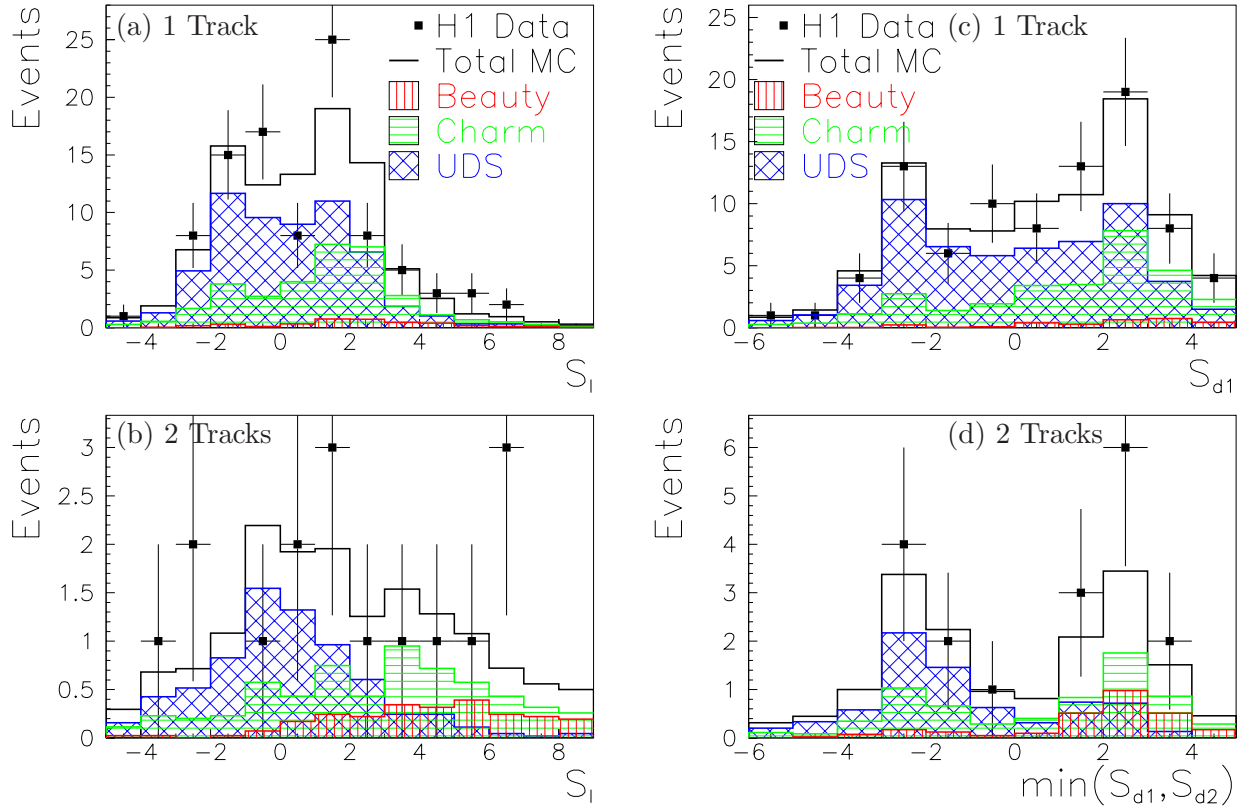 (a) 1 Track
H1 Data
Total MC
Beauty
Charm
UDS
Events
25
20
15
10
5
0
-4 -2 0 2 4 6 8
S_l
(c) 1 Track
H1 Data
Total MC
Beauty
Charm
UDS
Events
25
20
15
10
5
0
-6 -4 -2 0 2 4
S_d1
(b) 2 Tracks
Events
3
2.5
2
1.5
1
0.5
0
-4 -2 0 2 4 6 8
S_l
(d) 2 Tracks
Events
6
5
4
3
2
1
0
-6 -4 -2 0 2 4
min(S_d1,S_d2)